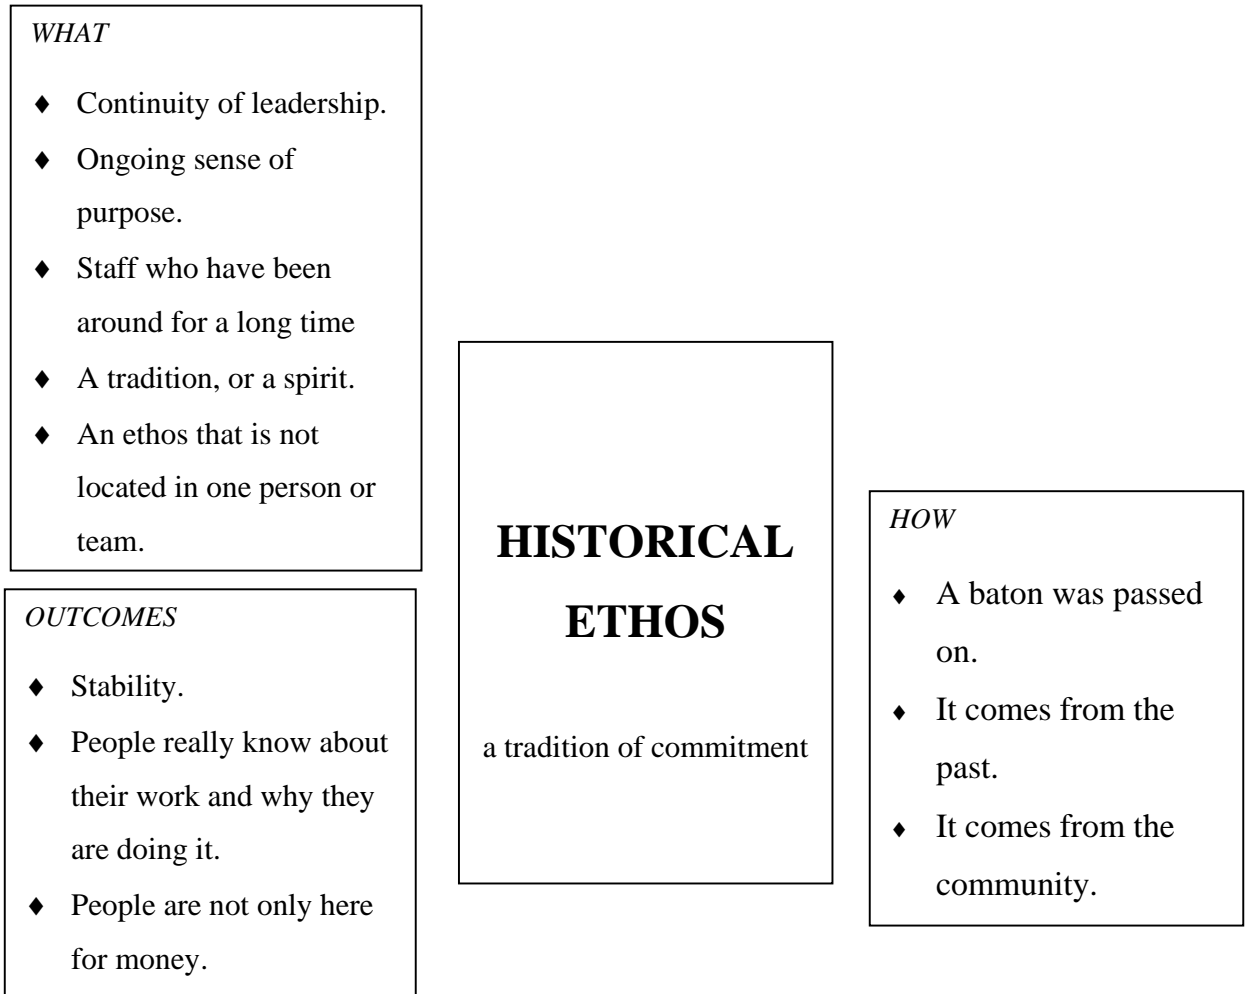 WHAT
♦ Continuity of leadership.
♦ Ongoing sense of
purpose.
♦ Staff who have been
around for a long time
♦ A tradition, or a spirit.
♦ An ethos that is not
located in one person or
team.
OUTCOMES
♦ Stability.
♦ People really know about
their work and why they
are doing it.
♦ People are not only here
for money.
HISTORICAL
ETHOS
a tradition of commitment
HOW
♦ A baton was passed
on.
♦ It comes from the
past.
♦ It comes from the
community.